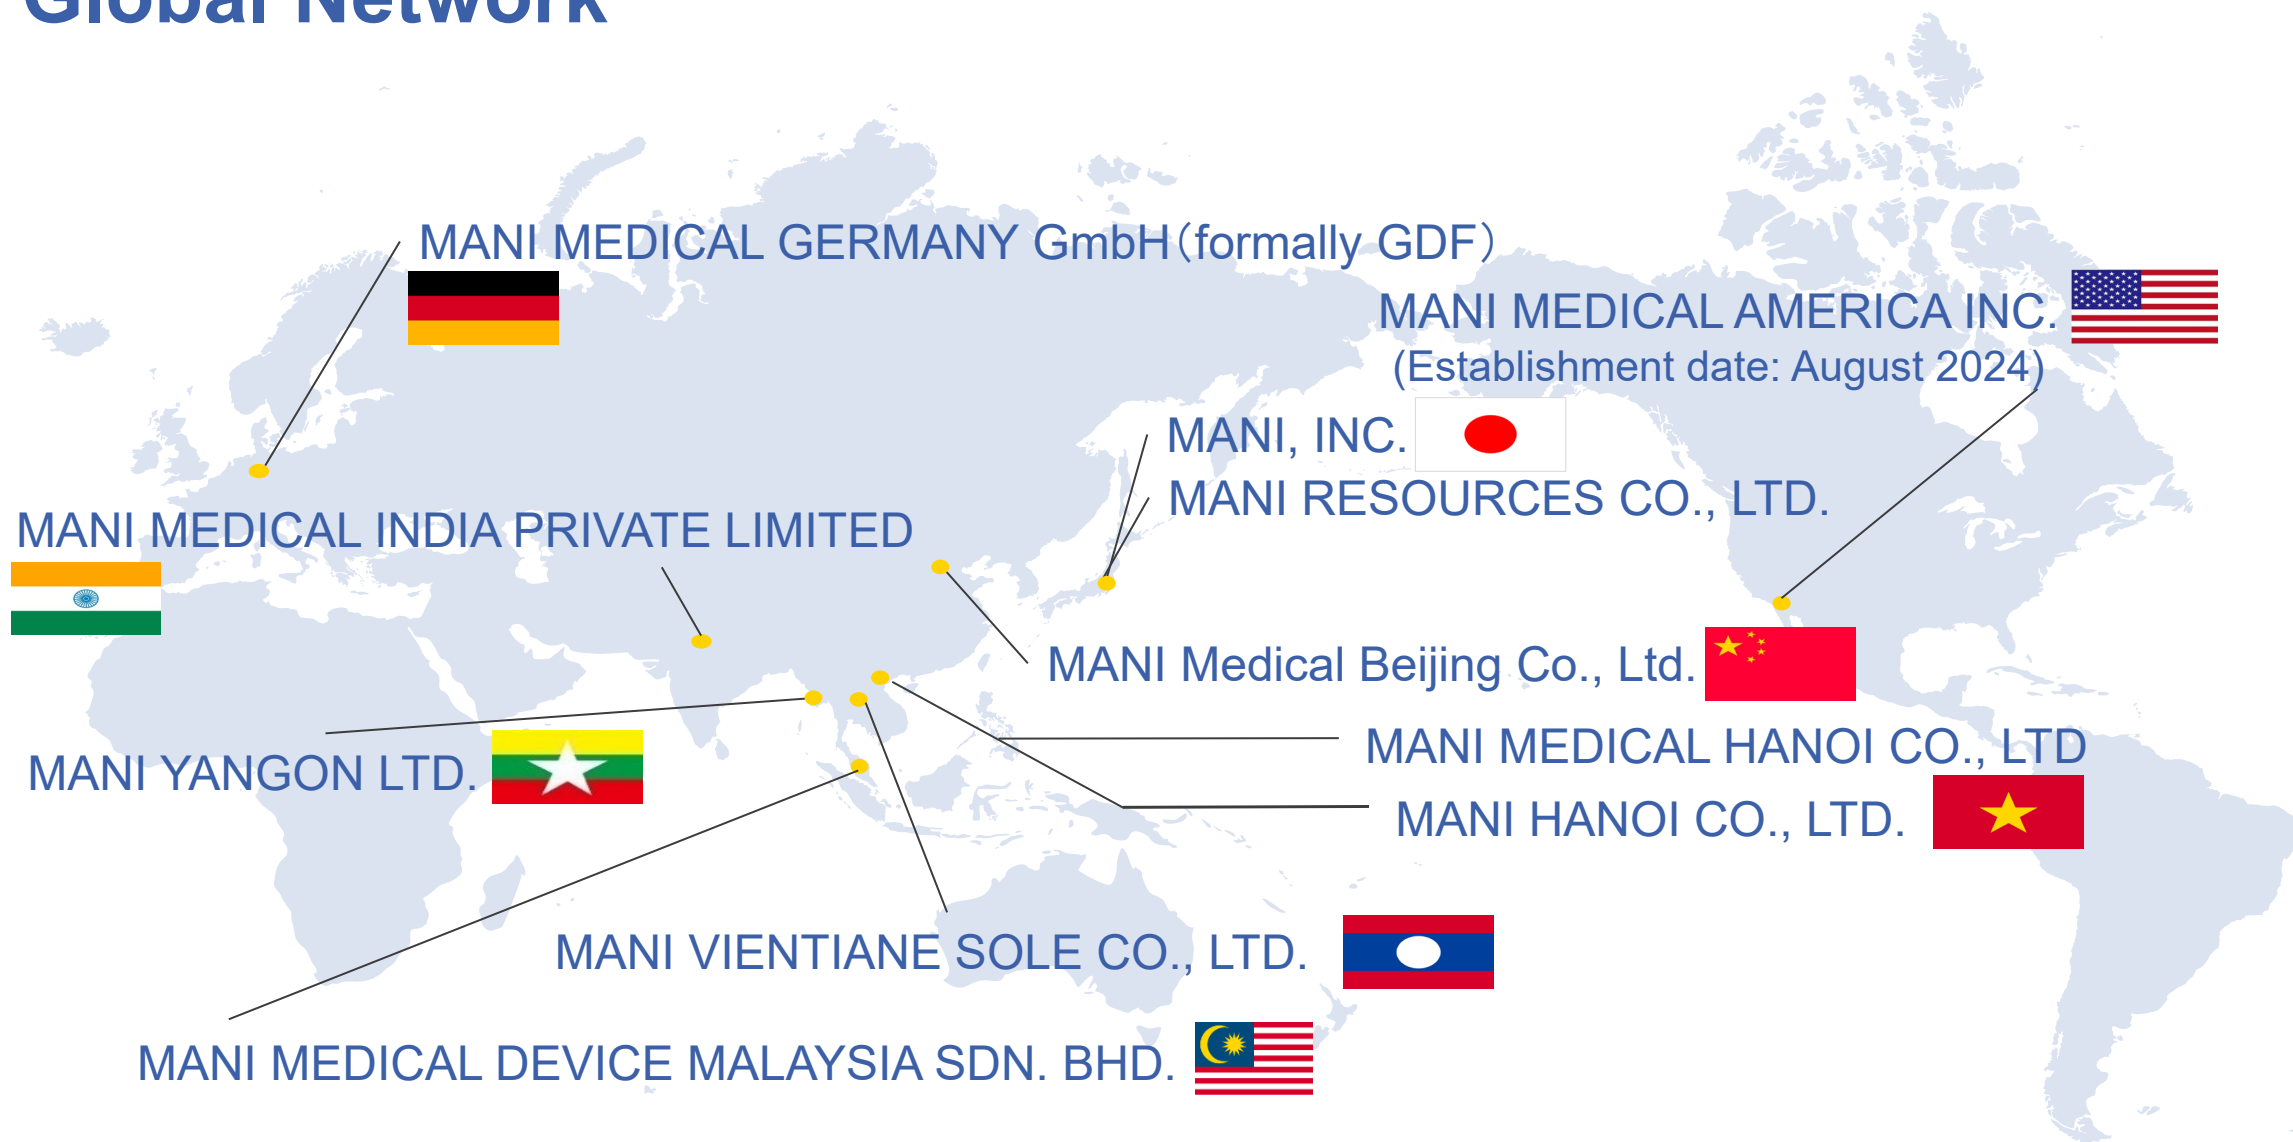 Global Network
MANI MEDICAL GERMANY GmbH（formally GDF）
MANI MEDICAL AMERICA INC.
(Establishment date: August 2024)
MANI, INC.
MANI RESOURCES CO., LTD.
MANI MEDICAL INDIA PRIVATE LIMITED
MANI Medical Beijing Co., Ltd.
MANI MEDICAL HANOI CO., LTD
MANI YANGON LTD.
MANI HANOI CO., LTD.
MANI VIENTIANE SOLE CO., LTD.
MANI MEDICAL DEVICE MALAYSIA SDN. BHD.